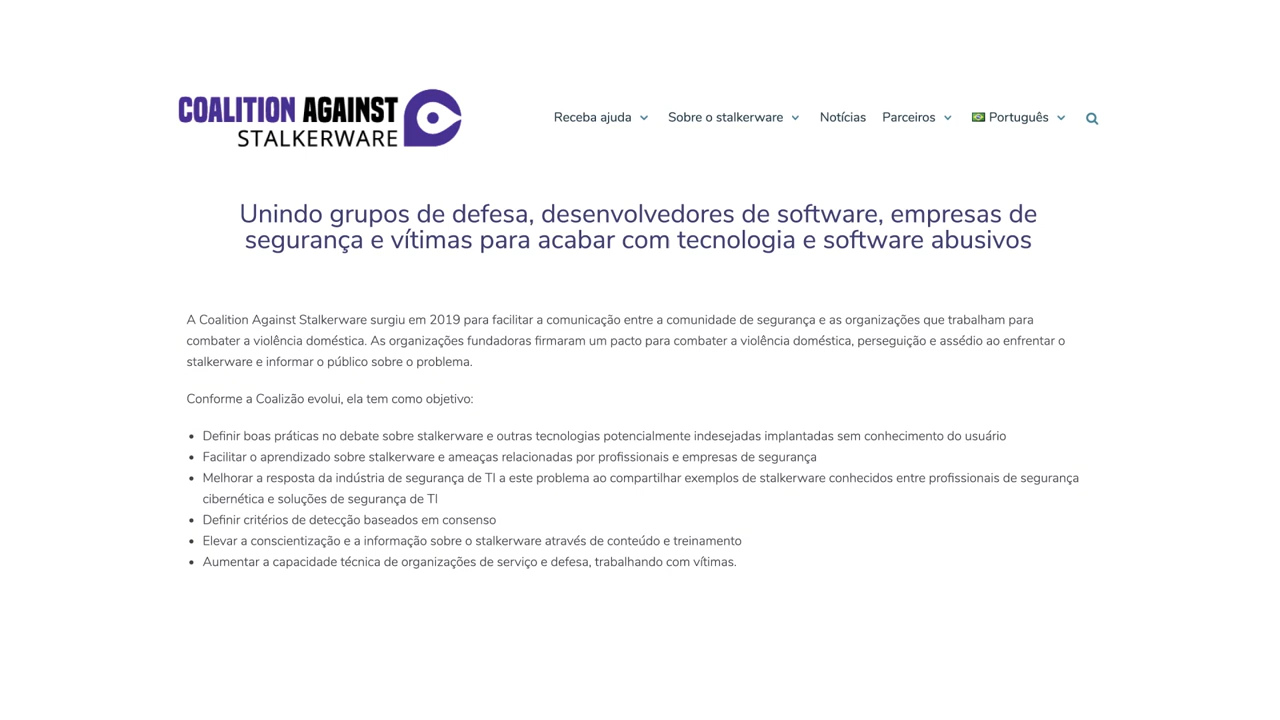 COALITION AGAINST
STALKERWARE
Receba ajuda Sobre o stalkerware Notícias Parceiros Português
Unindo grupos de defesa, desenvolvedores de software, empresas de
segurança e vítimas para acabar com tecnologia e software abusivos
A Coalition Against Stalkerware surgiu em 2019 para facilitar a comunicação entre a comunidade de segurança e as organizações que trabalham para
combater a violência doméstica. As organizações fundadoras firmaram um pacto para combater a violência doméstica, perseguição e assédio ao enfrentar o
stalkerware e informar o público sobre o problema.
Conforme a Coalizão evolui, ela tem como objetivo:
• Definir boas práticas no debate sobre stalkerware e outras tecnologias potencialmente indesejadas implantadas sem conhecimento do usuário
• Facilitar o aprendizado sobre stalkerware e ameaças relacionadas por profissionais e empresas de segurança
• Melhorar a resposta da indústria de segurança de TI a este problema ao compartilhar exemplos de stalkerware conhecidos entre profissionais de segurança
cibernética e soluções de segurança de TI
• Definir critérios de detecção baseados em consenso
• Elevar a conscientização e a informação sobre o stalkerware através de conteúdo e treinamento
• Aumentar a capacidade técnica de organizações de serviço e defesa, trabalhando com vítimas.